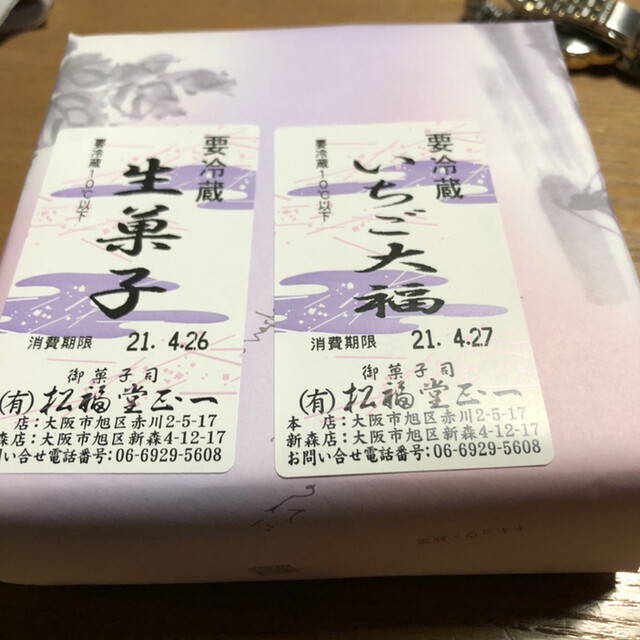 要冷蔵
要冷蔵10℃以下
生菓子
消費期限 21. 4.26
御菓子司
(有)松福堂正一
店:大阪市旭区赤川2-5-17
森店:大阪市旭区新森4-12-17
問い合せ電話番号:06-6929-5608
要冷蔵
要冷蔵10℃以下
いちご大福
消費期限 21. 4.27
御菓子司
(有)松福堂正一
本 店:大阪市旭区赤川2-5-17
新森店:大阪市旭区新森4-12-17
お問い合せ電話番号:06-6929-5608